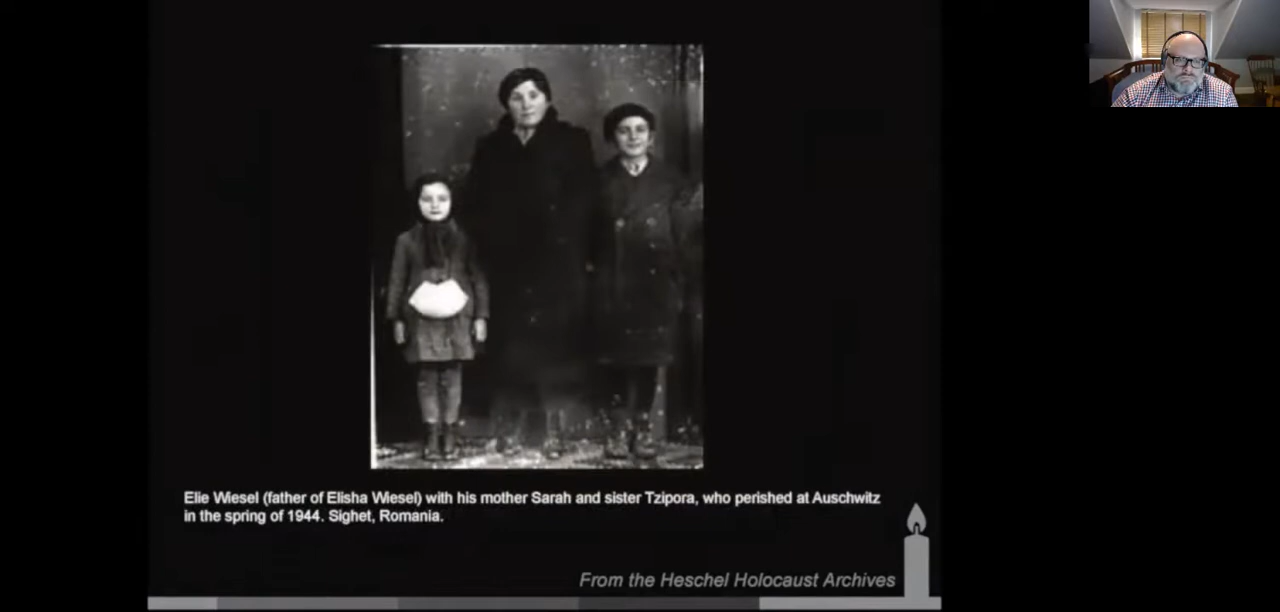 Elie Wiesel (father of Elisha Wiesel) with his mother Sarah and sister Tzipora, who perished at Auschwitz
in the spring of 1944. Sighet, Romania.
From the Heschel Holocaust Archives